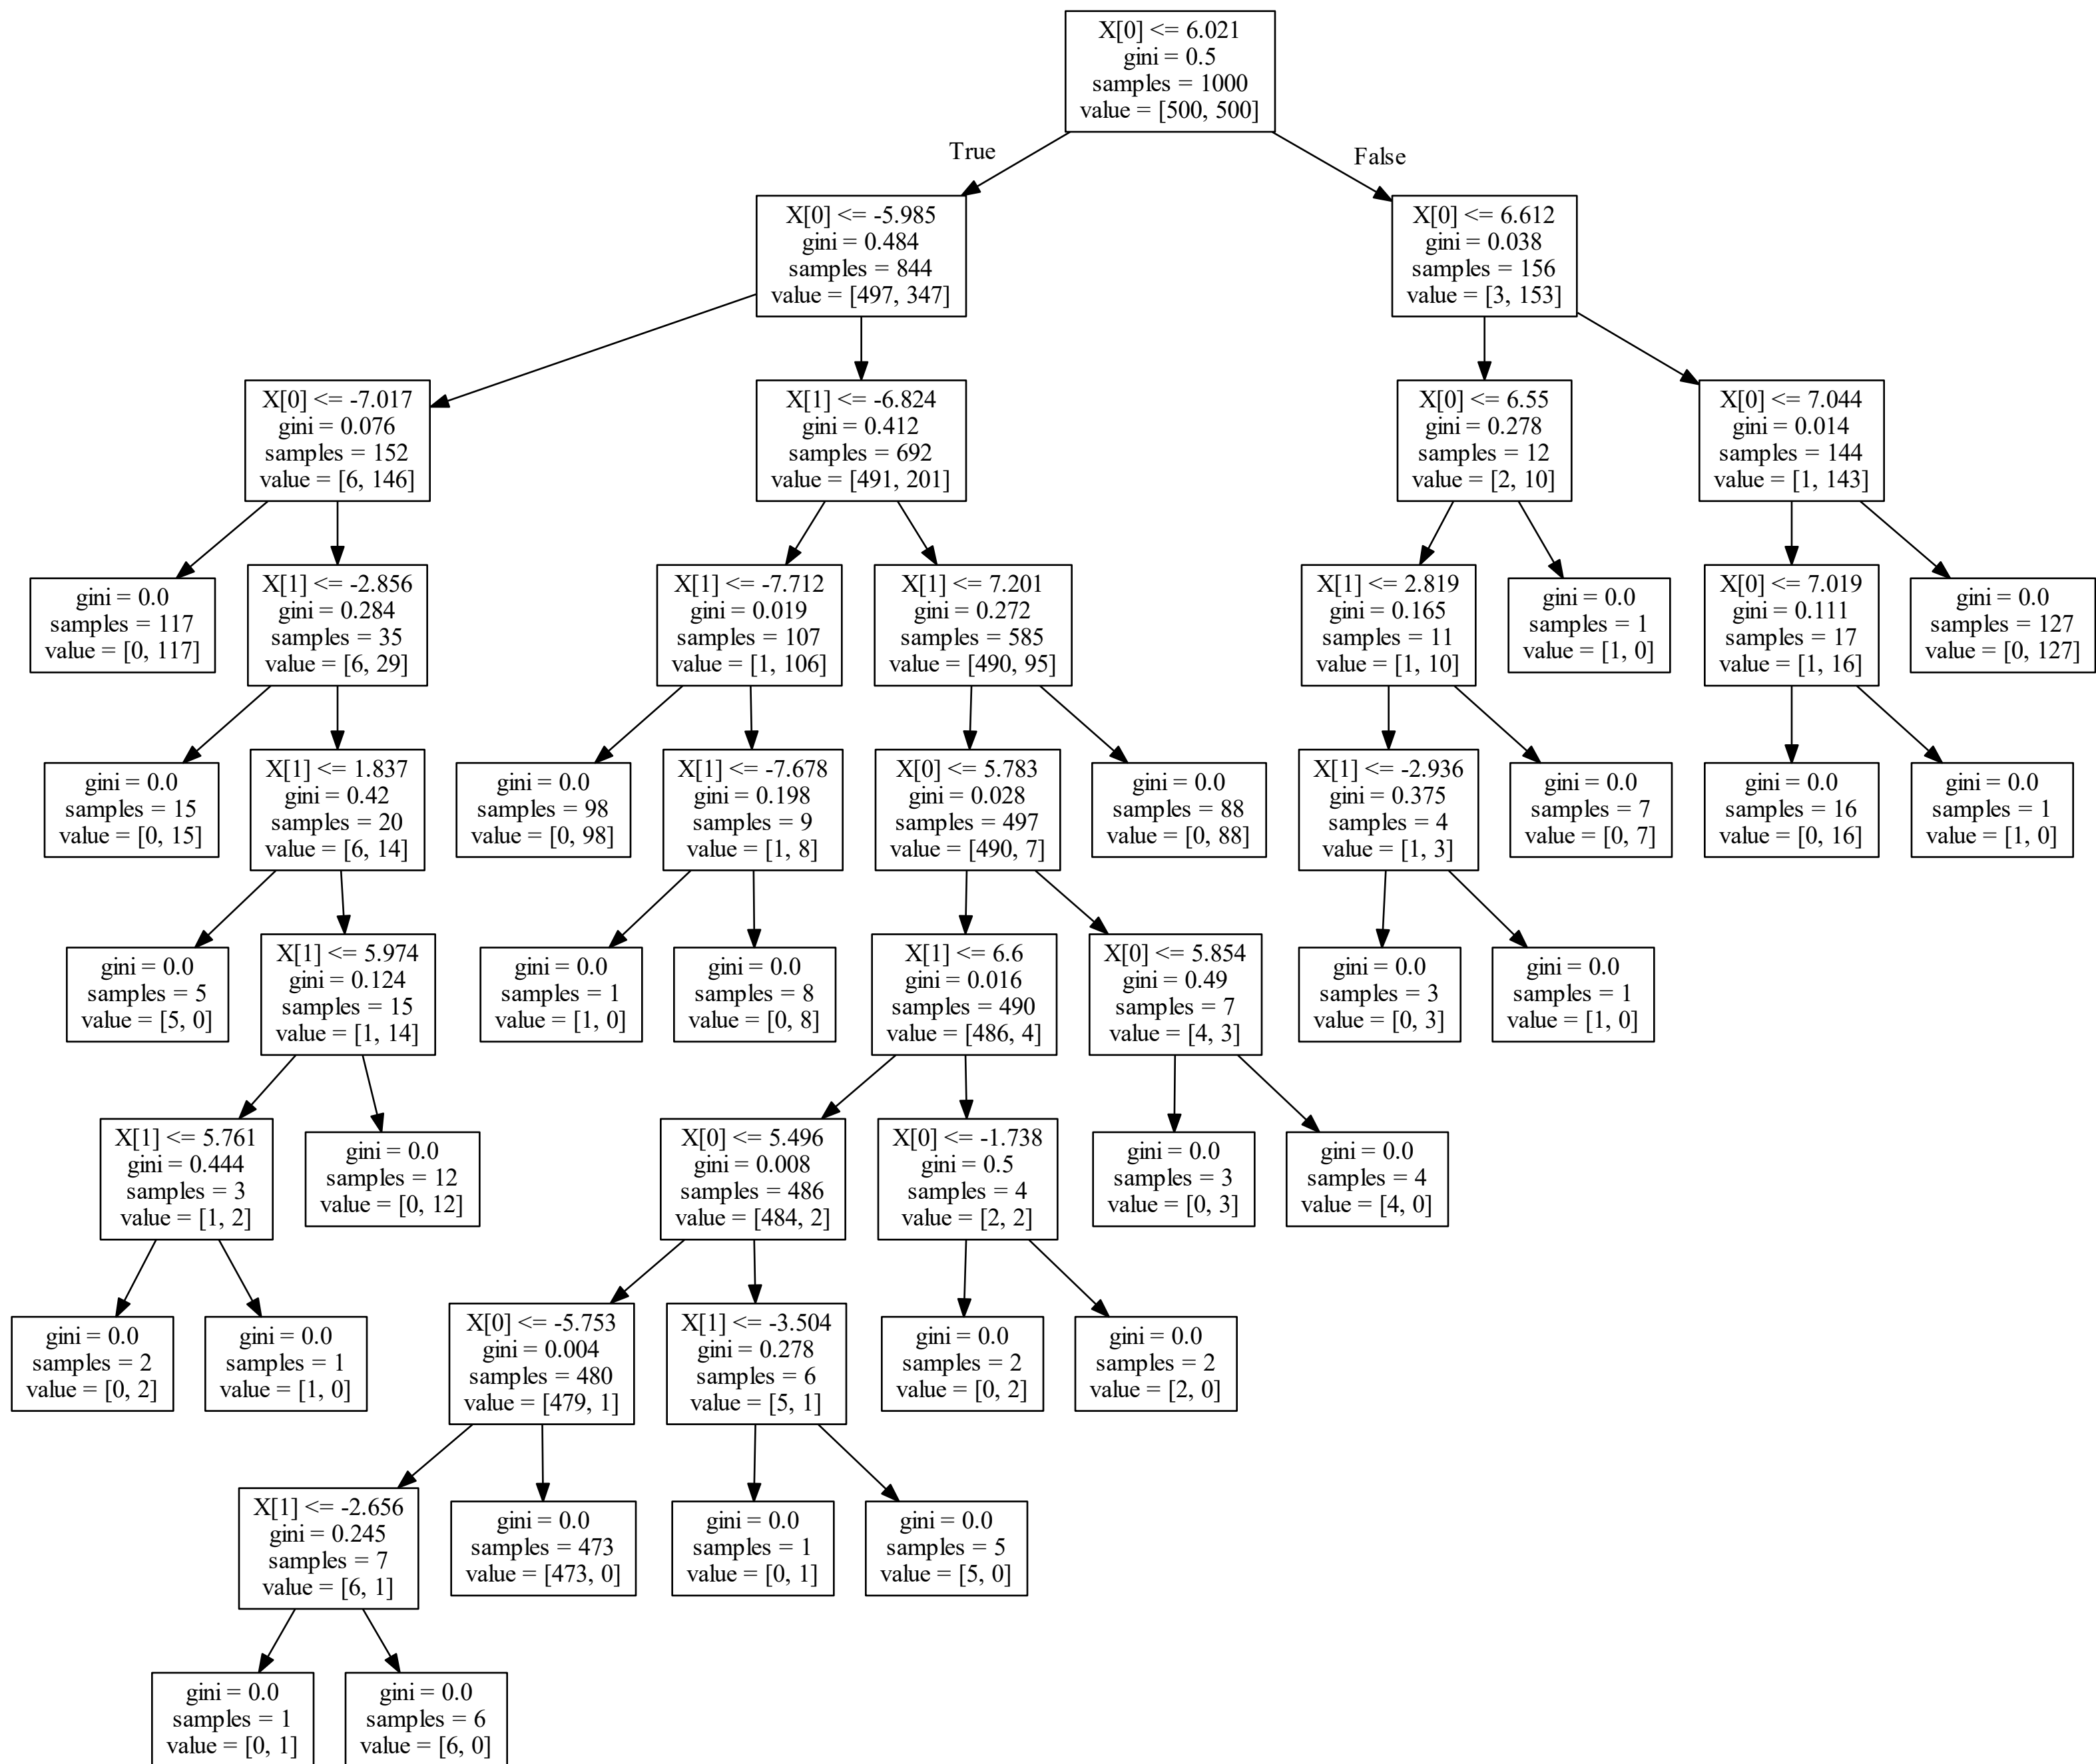 X[0] <= 6.021
gini = 0.5
samples = 1000
value = [500, 500]
True
False
X[0] <= -5.985
gini = 0.484
samples = 844
value = [497, 347]
X[0] <= 6.612
gini = 0.038
samples = 156
value = [3, 153]
X[0] <= -7.017
gini = 0.076
samples = 152
value = [6, 146]
X[1] <= -6.824
gini = 0.412
samples = 692
value = [491, 201]
X[0] <= 6.55
gini = 0.278
samples = 12
value = [2, 10]
X[0] <= 7.044
gini = 0.014
samples = 144
value = [1, 143]
gini = 0.0
samples = 117
value = [0, 117]
X[1] <= -2.856
gini = 0.284
samples = 35
value = [6, 29]
X[1] <= -7.712
gini = 0.019
samples = 107
value = [1, 106]
X[1] <= 7.201
gini = 0.272
samples = 585
value = [490, 95]
X[1] <= 2.819
gini = 0.165
samples = 11
value = [1, 10]
gini = 0.0
samples = 1
value = [1, 0]
X[0] <= 7.019
gini = 0.111
samples = 17
value = [1, 16]
gini = 0.0
samples = 127
value = [0, 127]
gini = 0.0
samples = 15
value = [0, 15]
X[1] <= 1.837
gini = 0.42
samples = 20
value = [6, 14]
gini = 0.0
samples = 98
value = [0, 98]
X[1] <= -7.678
gini = 0.198
samples = 9
value = [1, 8]
X[0] <= 5.783
gini = 0.028
samples = 497
value = [490, 7]
gini = 0.0
samples = 88
value = [0, 88]
X[1] <= -2.936
gini = 0.375
samples = 4
value = [1, 3]
gini = 0.0
samples = 7
value = [0, 7]
gini = 0.0
samples = 16
value = [0, 16]
gini = 0.0
samples = 1
value = [1, 0]
gini = 0.0
samples = 5
value = [5, 0]
X[1] <= 5.974
gini = 0.124
samples = 15
value = [1, 14]
gini = 0.0
samples = 1
value = [1, 0]
gini = 0.0
samples = 8
value = [0, 8]
X[1] <= 6.6
gini = 0.016
samples = 490
value = [486, 4]
X[0] <= 5.854
gini = 0.49
samples = 7
value = [4, 3]
gini = 0.0
samples = 3
value = [0, 3]
gini = 0.0
samples = 1
value = [1, 0]
X[1] <= 5.761
gini = 0.444
samples = 3
value = [1, 2]
gini = 0.0
samples = 12
value = [0, 12]
X[0] <= 5.496
gini = 0.008
samples = 486
value = [484, 2]
X[0] <= -1.738
gini = 0.5
samples = 4
value = [2, 2]
gini = 0.0
samples = 3
value = [0, 3]
gini = 0.0
samples = 4
value = [4, 0]
gini = 0.0
samples = 2
value = [0, 2]
gini = 0.0
samples = 1
value = [1, 0]
X[0] <= -5.753
gini = 0.004
samples = 480
value = [479, 1]
X[1] <= -3.504
gini = 0.278
samples = 6
value = [5, 1]
gini = 0.0
samples = 2
value = [0, 2]
gini = 0.0
samples = 2
value = [2, 0]
X[1] <= -2.656
gini = 0.245
samples = 7
value = [6, 1]
gini = 0.0
samples = 473
value = [473, 0]
gini = 0.0
samples = 1
value = [0, 1]
gini = 0.0
samples = 5
value = [5, 0]
gini = 0.0
samples = 1
value = [0, 1]
gini = 0.0
samples = 6
value = [6, 0]